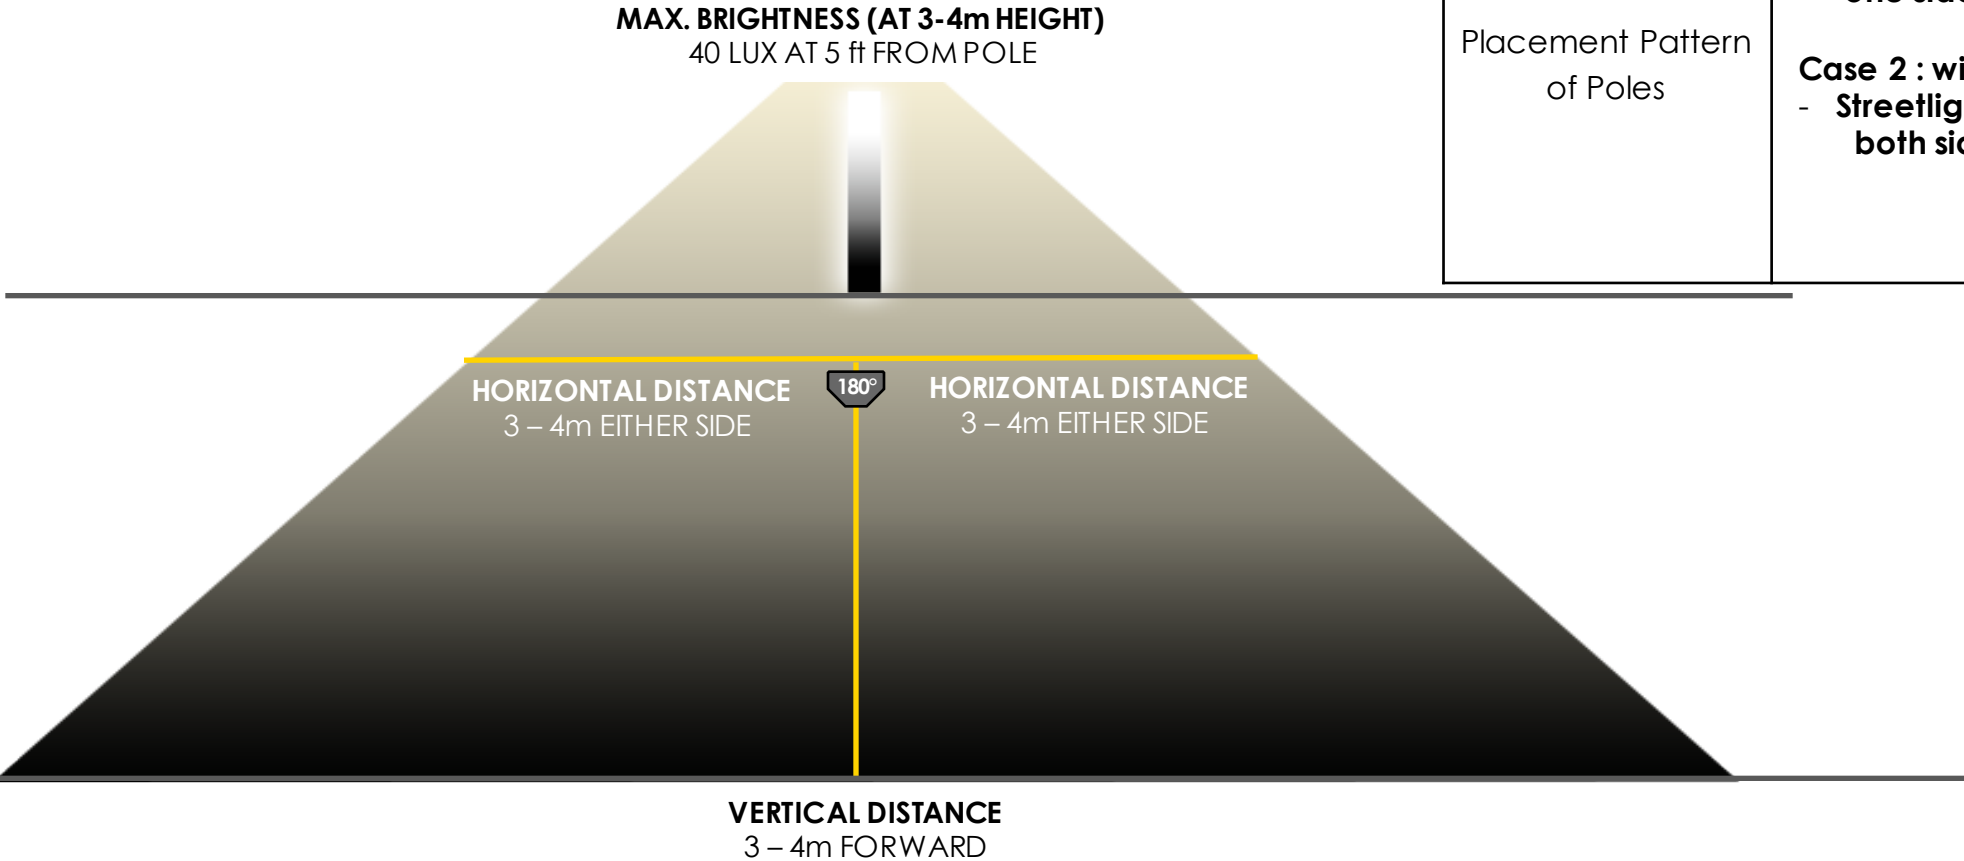 MAX. BRIGHTNESS (AT 3-4m HEIGHT)
40 LUX AT 5 ft FROM POLE
HORIZONTAL DISTANCE
3 – 4m EITHER SIDE
180°
HORIZONTAL DISTANCE
3 – 4m EITHER SIDE
VERTICAL DISTANCE
3 – 4m FORWARD
Placement Pattern
of Poles
one
Case 2 :
-
both